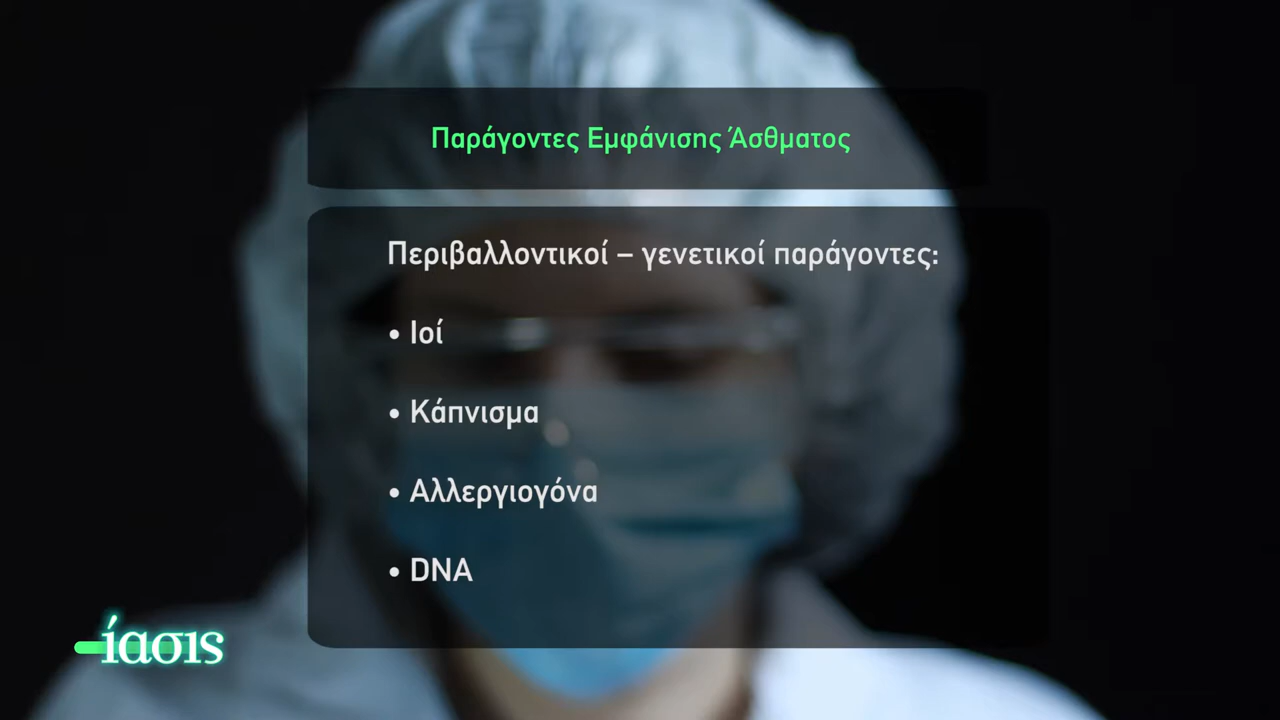 Παράγοντες Εμφάνισης Άσθματος
Περιβαλλοντικοί – γενετικοί παράγοντες:
• Ιοί
• Κάπνισμα
• Αλλεργιογόνα
• DNA
ίασις